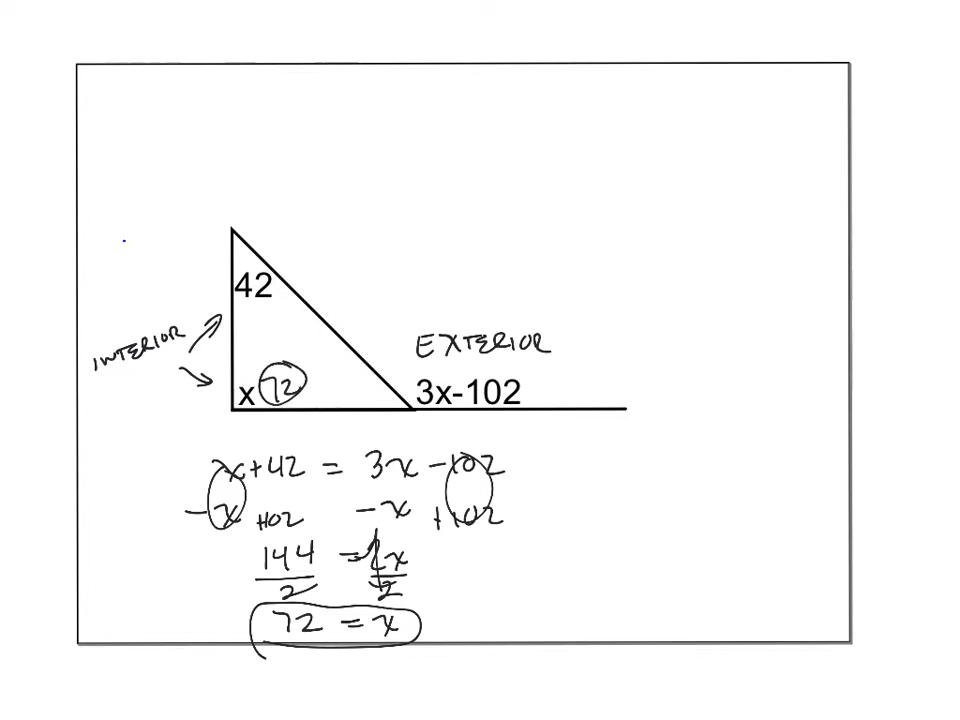 42
INTERIOR
EXTERIOR
x 72
3x-102
x+42 = 3x -102
-x +102 -x +102
144 = 2x
2 2
72 = x